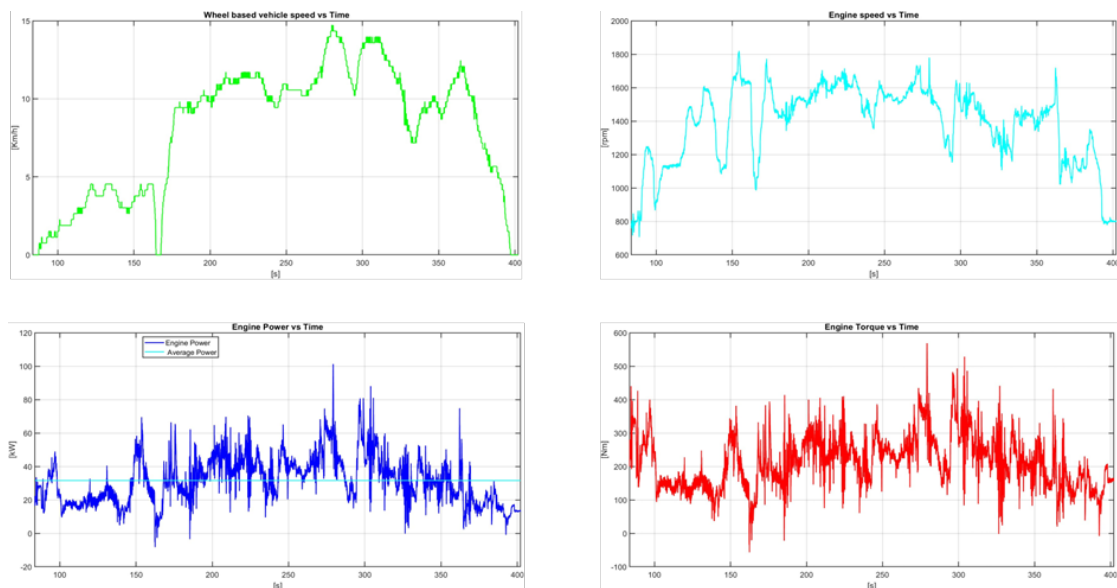 Wheel based vehicle speed vs Time
15
10
5
0
[Km/h]
100 150 200 250 300 350 400
[s]
Engine speed vs Time
2000
1800
1600
1400
1200
1000
800
600
[rpm]
100 150 200 250 300 350 400
[s]
Engine Power vs Time
Engine Power
Average Power
120
100
80
60
40
20
0
-20
[kW]
100 150 200 250 300 350 400
[s]
Engine Torque vs Time
600
500
400
300
200
100
0
-100
[Nm]
100 150 200 250 300 350 400
[s]